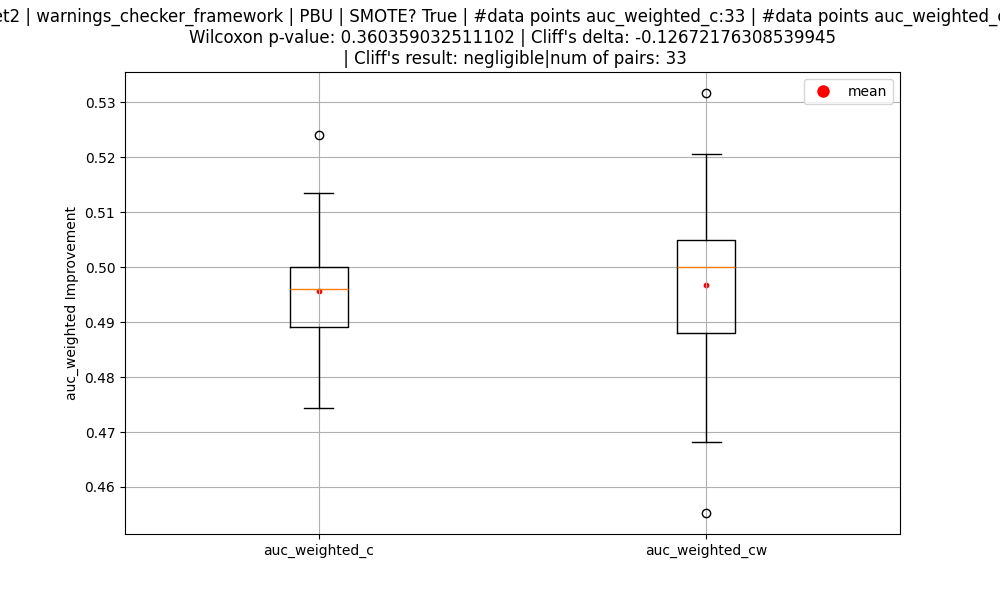 | warnings_checker_framework | PBU | SMOTE? True | #data points auc_weighted_c:33 | #data points
Wilcoxon p-value: 0.360359032511102 | Cliff's delta: -0.12672176308539945
| Cliff's result: negligible|num of pairs: 33
mean
0.53
0.52
0.51
0.50
0.49
0.48
0.47
0.46
auc_weighted Improvement
auc_weighted_c
auc_weighted_cw